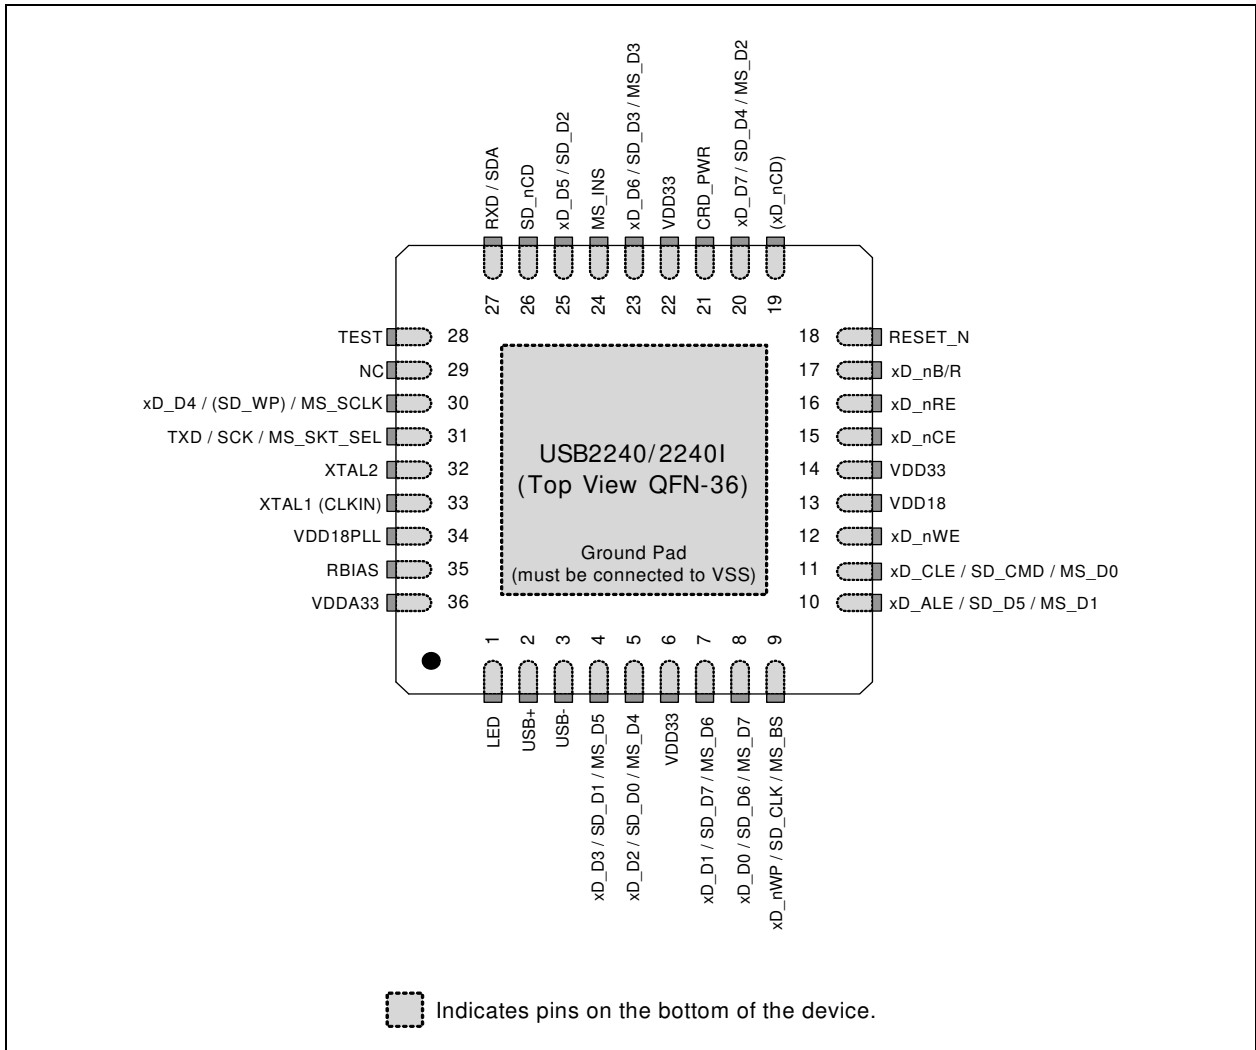 RXD / SDA
SD_nCD
xD_D5 / SD_D2
MS_INS
xD_D6 / SD_D3 / MS_D3
VDD33
CRD_PWR
xD_D7 / SD_D4 / MS_D2
(xD_nCD)
27
26
25
24
23
22
21
20
19
TEST 28
NC 29
xD_D4 / (SD_WP) / MS_SCLK 30
TXD / SCK / MS_SKT_SEL 31
XTAL2 32
XTAL1 (CLKIN) 33
VDD18PLL 34
RBIAS 35
VDDA33 36
USB2240/2240I
(Top View QFN-36)
Ground Pad
(must be connected to VSS)
18 RESET_N
17 xD_nB/R
16 xD_nRE
15 xD_nCE
14 VDD33
13 VDD18
12 xD_nWE
11 xD_CLE / SD_CMD / MS_D0
10 xD_ALE / SD_D5 / MS_D1
1
2
3
4
5
6
7
8
9
LED
USB+
USB-
xD_D3 / SD_D1 / MS_D5
xD_D2 / SD_D0 / MS_D4
VDD33
xD_D1 / SD_D7 / MS_D6
xD_D0 / SD_D6 / MS_D7
xD_nWP / SD_CLK / MS_BS
Indicates pins on the bottom of the device.